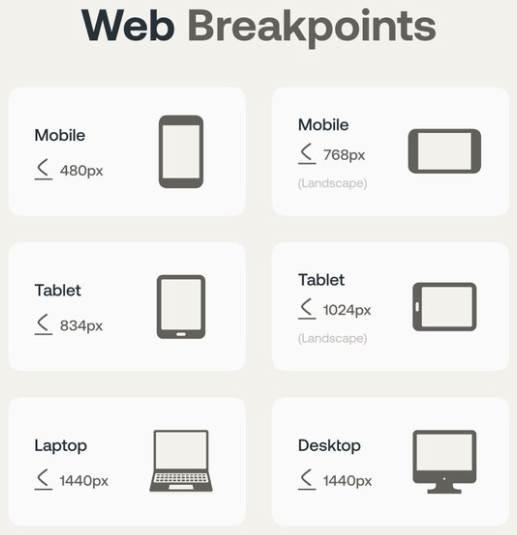 Web Breakpoints
Mobile
≤ 480px
Mobile
≤ 768px
(Landscape)
Tablet
≤ 834px
Tablet
≤ 1024px
(Landscape)
Laptop
≤ 1440px
Desktop
≤ 1440px